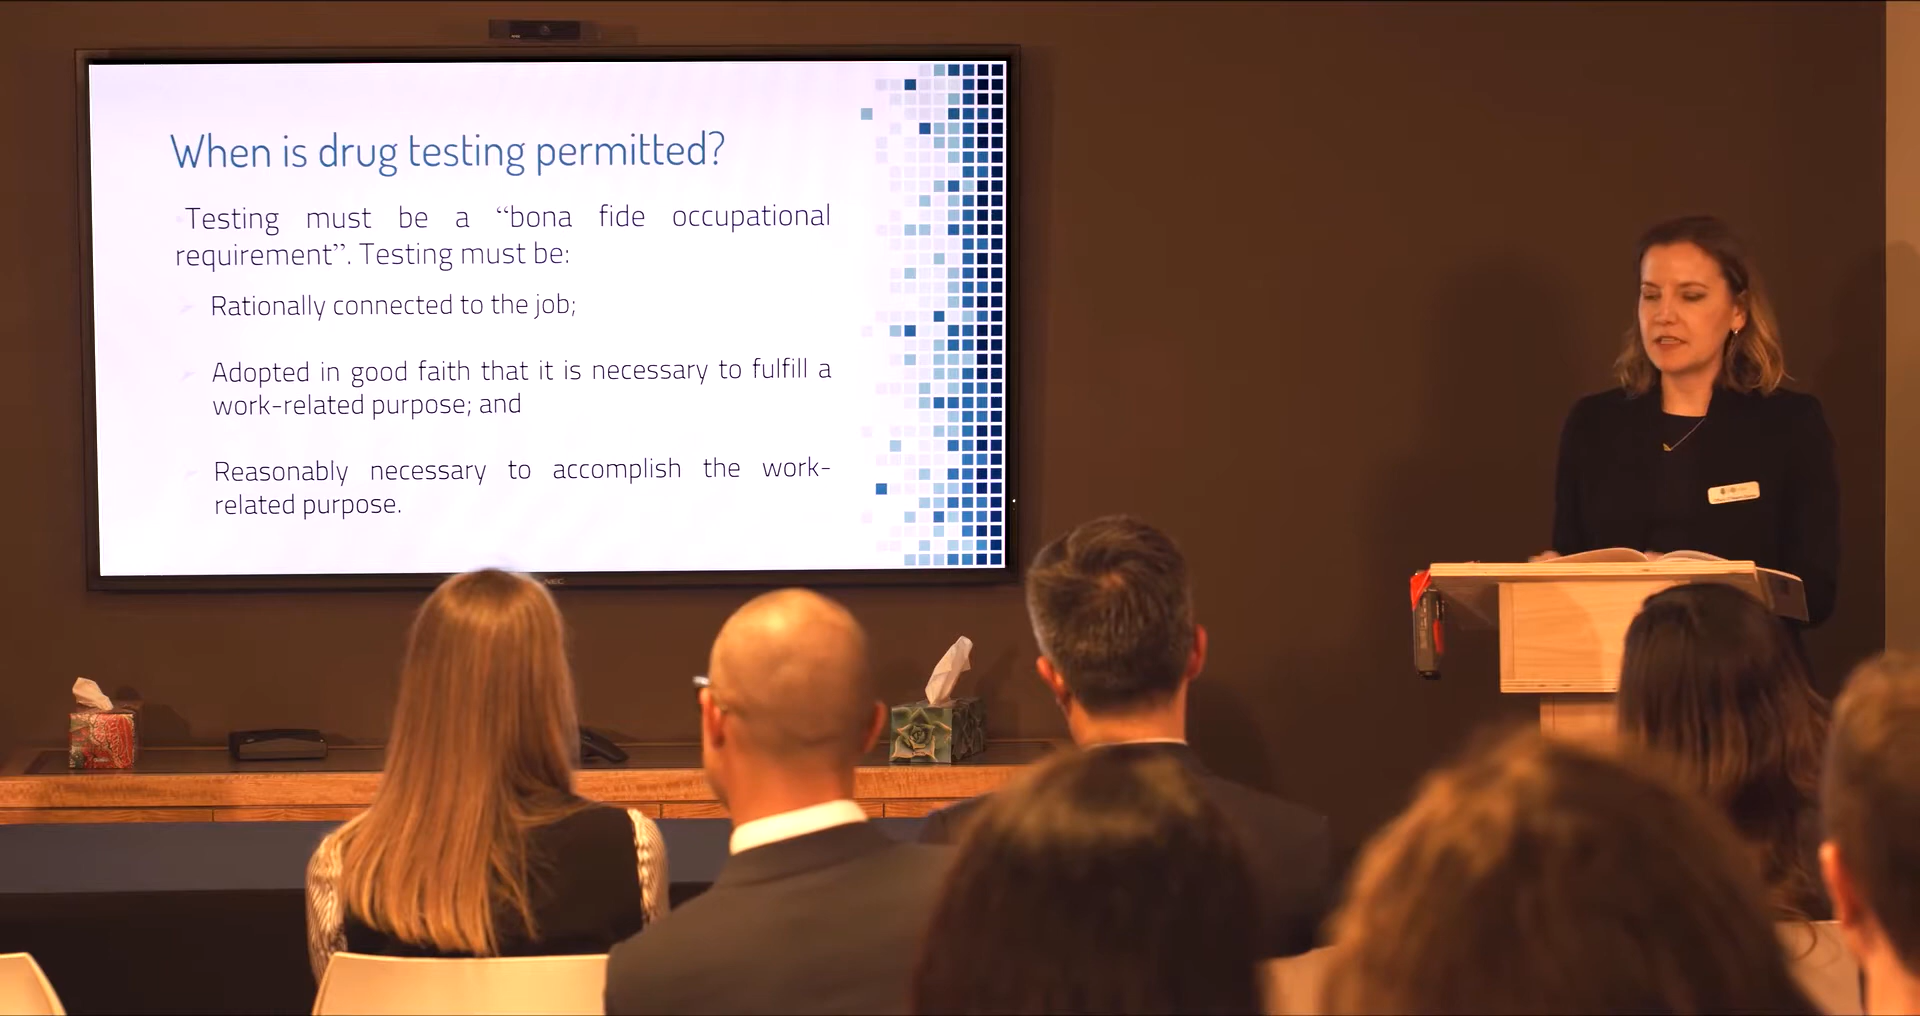 When is drug testing permitted?
Testing must be a “bona fide occupational
requirement”. Testing must be:
Rationally connected to the job;
Adopted in good faith that it is necessary to fulfill a
work-related purpose; and
Reasonably necessary to accomplish the work-
related purpose.
NEC